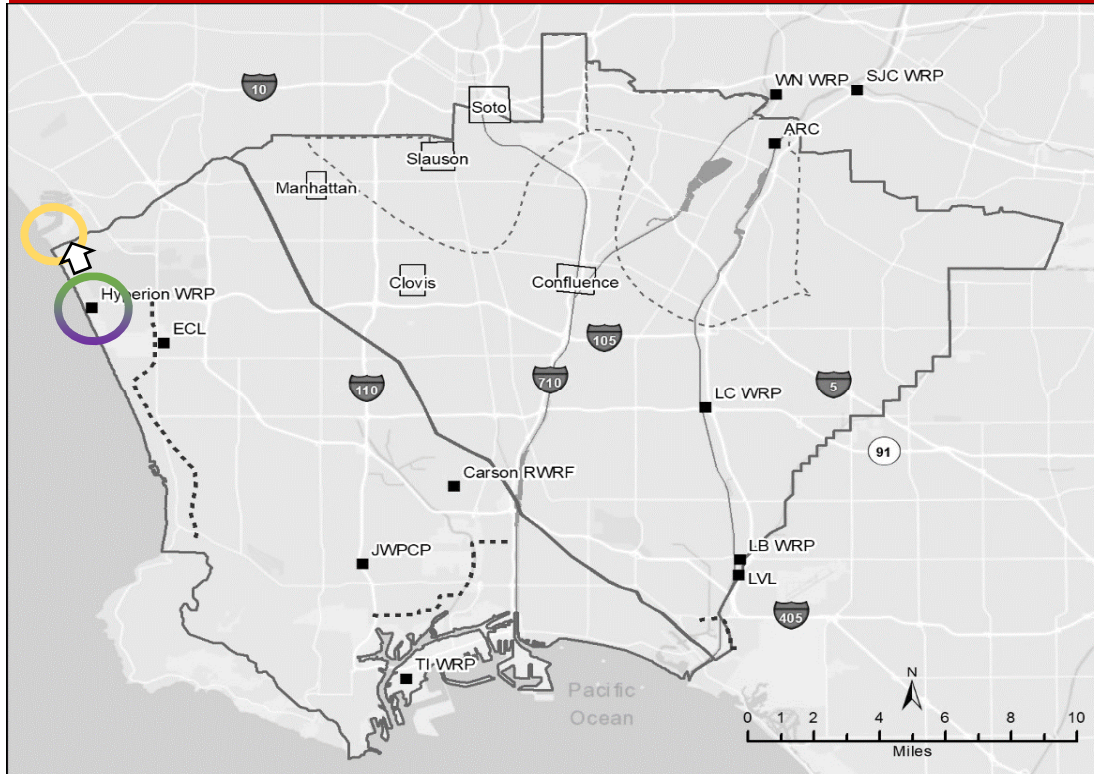 WN WRP
SJC WRP
10
Soto
ARC
Slauson
Manhattan
Clovis
Confluence
Hyperion WRP
ECL
105
110
710
5
LC WRP
91
Carson RWRF
JWPCP
LB WRP
LVL
405
TI WRP
Pacific
Ocean
N
0 2 4 6 8 10
Miles